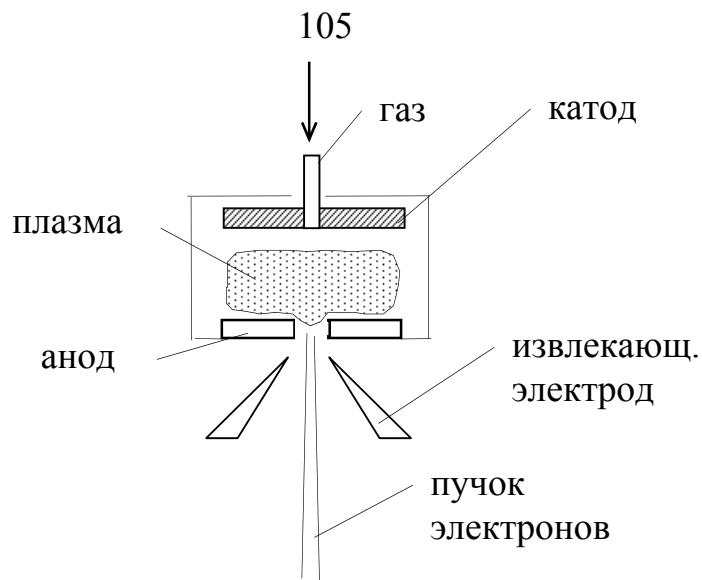 105
газ
катод
плазма
анод
извлекающ.
электрод
пучок
электронов